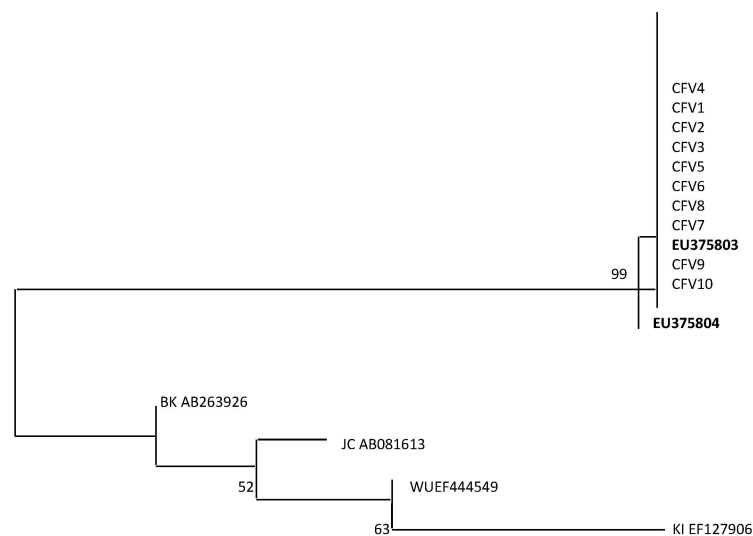 CFV4
CFV1
CFV2
CFV3
CFV5
CFV6
CFV8
CFV7
EU375803
CFV9
CFV10
99
EU375804
BK AB263926
JC AB081613
52
WUEF444549
63
KI EF127906